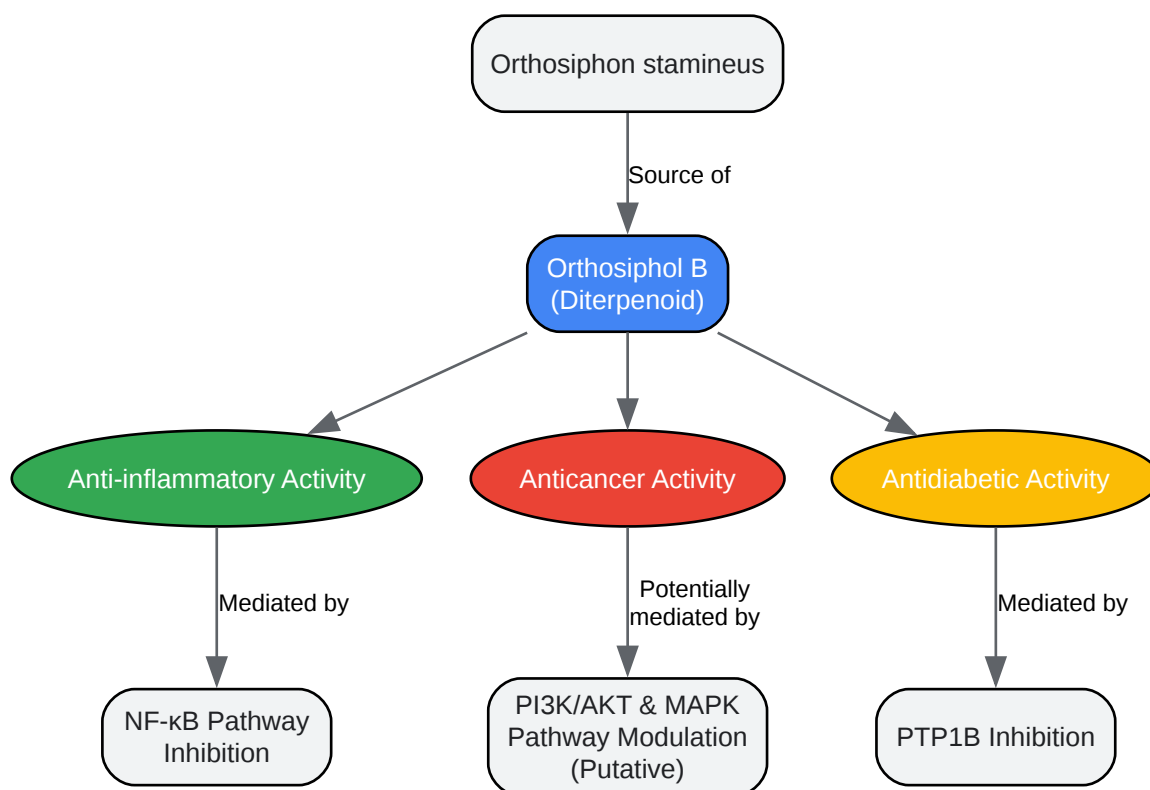 Orthosiphon stamineus
Source of
Orthosiphol B
(Diterpenoid)
Anti-inflammatory Activity
Anticancer Activity
Antidiabetic Activity
Mediated by
Potentially
mediated by
Mediated by
NF-κB Pathway
Inhibition
PI3K/AKT & MAPK
Pathway Modulation
(Putative)
PTP1B Inhibition